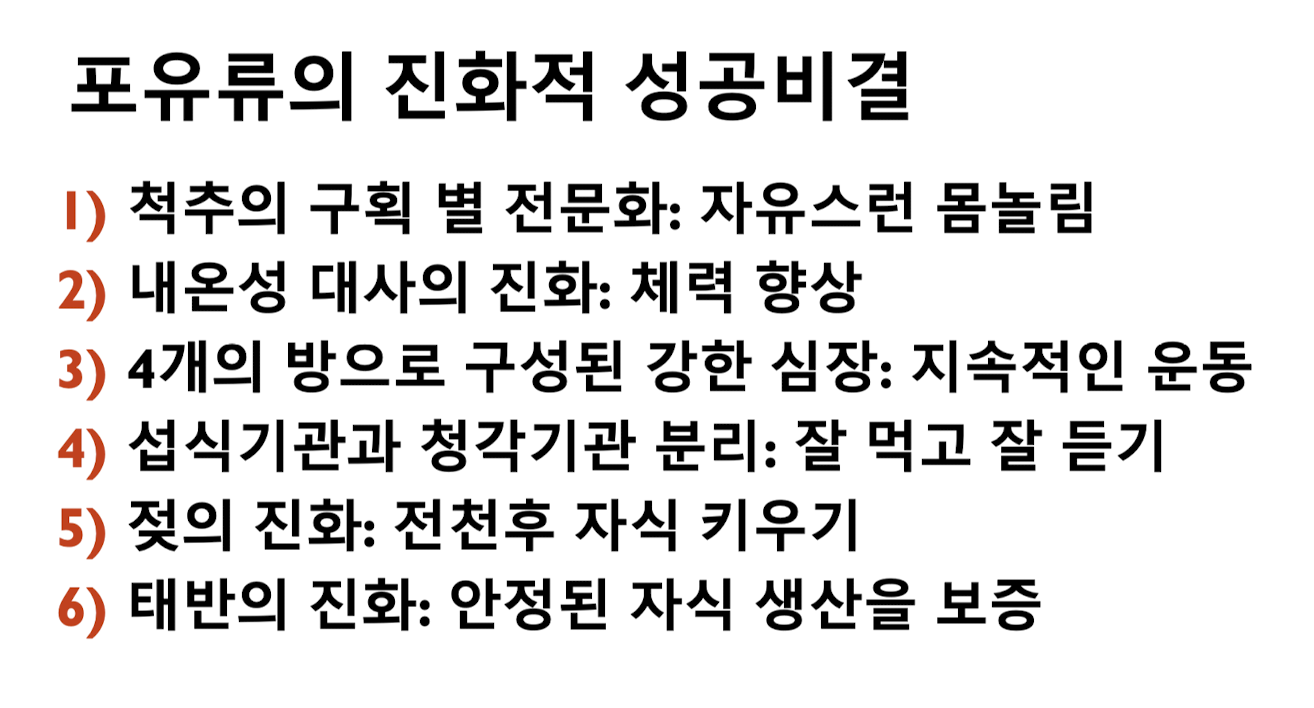 포유류의 진화적 성공비결
1) 척추의 구획 별 전문화: 자유스런 몸놀림
2) 내온성 대사의 진화: 체력 향상
3) 4개의 방으로 구성된 강한 심장: 지속적인 운동
4) 섭식기관과 청각기관 분리: 잘 먹고 잘 듣기
5) 젖의 진화: 전천후 자식 키우기
6) 태반의 진화: 안정된 자식 생산을 보증